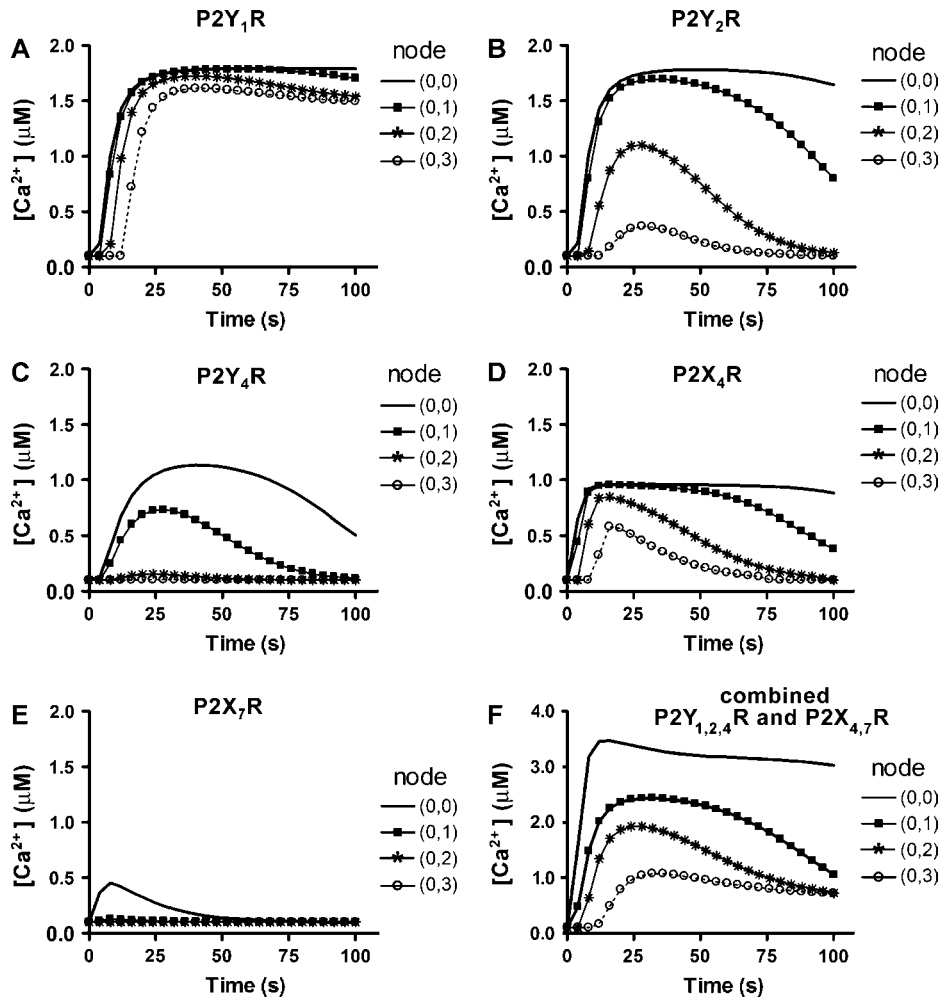 P2Y₁R
A
[Ca²⁺] (µM)
2.0
1.5
1.0
0.5
0.0
0 25 50 75 100
Time (s)
node
(0,0)
(0,1)
(0,2)
(0,3)
P2Y₂R
B
[Ca²⁺] (µM)
2.0
1.5
1.0
0.5
0.0
0 25 50 75 100
Time (s)
node
(0,0)
(0,1)
(0,2)
(0,3)
P2Y₄R
C
[Ca²⁺] (µM)
2.0
1.5
1.0
0.5
0.0
0 25 50 75 100
Time (s)
node
(0,0)
(0,1)
(0,2)
(0,3)
P2X₄R
D
[Ca²⁺] (µM)
2.0
1.5
1.0
0.5
0.0
0 25 50 75 100
Time (s)
node
(0,0)
(0,1)
(0,2)
(0,3)
P2X₇R
E
[Ca²⁺] (µM)
2.0
1.5
1.0
0.5
0.0
0 25 50 75 100
Time (s)
node
(0,0)
(0,1)
(0,2)
(0,3)
combined
P2Y₁,₂,₄R and P2X₄,₇R
F
[Ca²⁺] (µM)
4.0
3.0
2.0
1.0
0.0
0 25 50 75 100
Time (s)
node
(0,0)
(0,1)
(0,2)
(0,3)